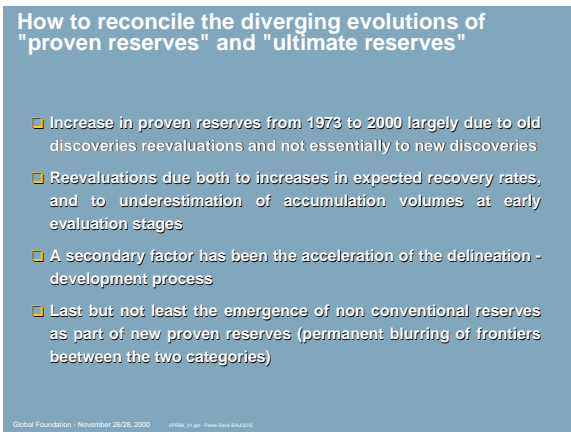 How to reconcile the diverging evolutions of
"proven reserves" and "ultimate reserves"
Increase in proven reserves from 1973 to 2000 largely due to old
discoveries reevaluations and not essentially to new discoveries
Reevaluations due both to increases in expected recovery rates,
and to underestimation of accumulation volumes at early
evaluation stages
A secondary factor has been the acceleration of the delineation -
development process
Last but not least the emergence of non conventional reserves
as part of new proven reserves (permanent blurring of frontiers
beetween the two categories)
Global Foundation - November 26/28, 2000 - Pierre René BAUQUIS